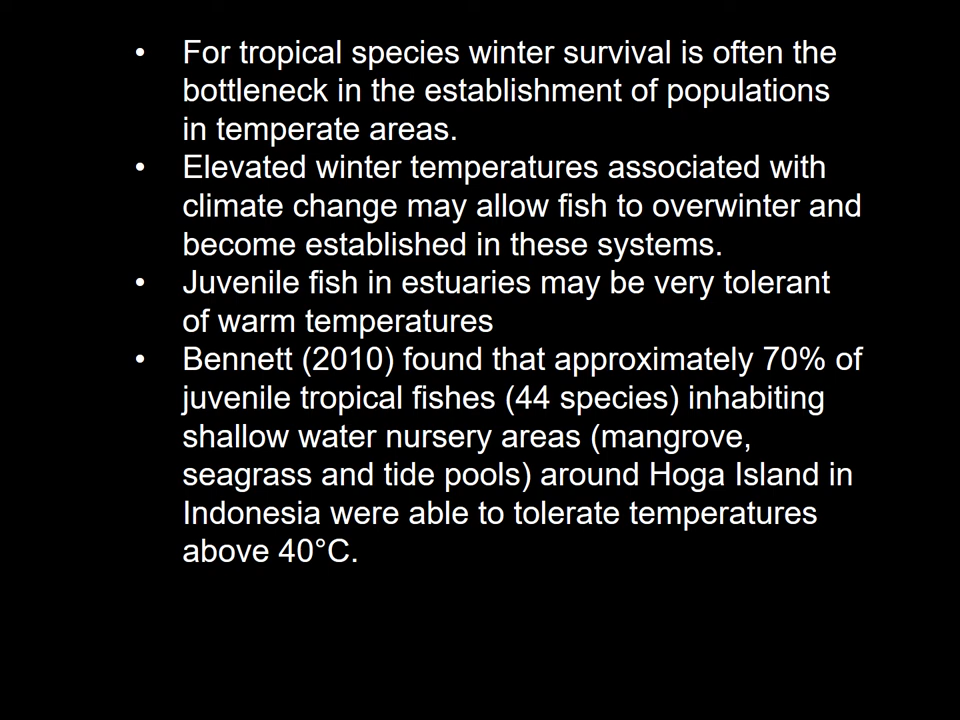 • For tropical species winter survival is often the
bottleneck in the establishment of populations
in temperate areas.
• Elevated winter temperatures associated with
climate change may allow fish to overwinter and
become established in these systems.
• Juvenile fish in estuaries may be very tolerant
of warm temperatures
• Bennett (2010) found that approximately 70% of
juvenile tropical fishes (44 species) inhabiting
shallow water nursery areas (mangrove,
seagrass and tide pools) around Hoga Island in
Indonesia were able to tolerate temperatures
above 40°C.